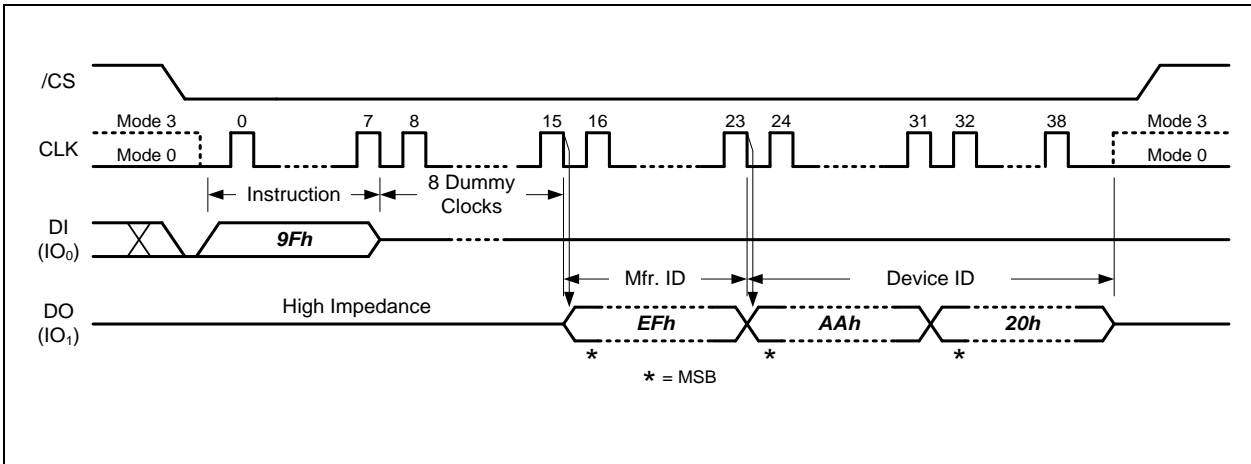 /CS
Mode 3 0 7 8 15 16 23 24 31 32 38 Mode 3
CLK
Mode 0 Mode 0
Instruction
8 Dummy
Clocks
DI
(IO₀)
9Fh
Mfr. ID
Device ID
DO
(IO₁)
High Impedance
EFh
AAh
20h
* * *
* = MSB